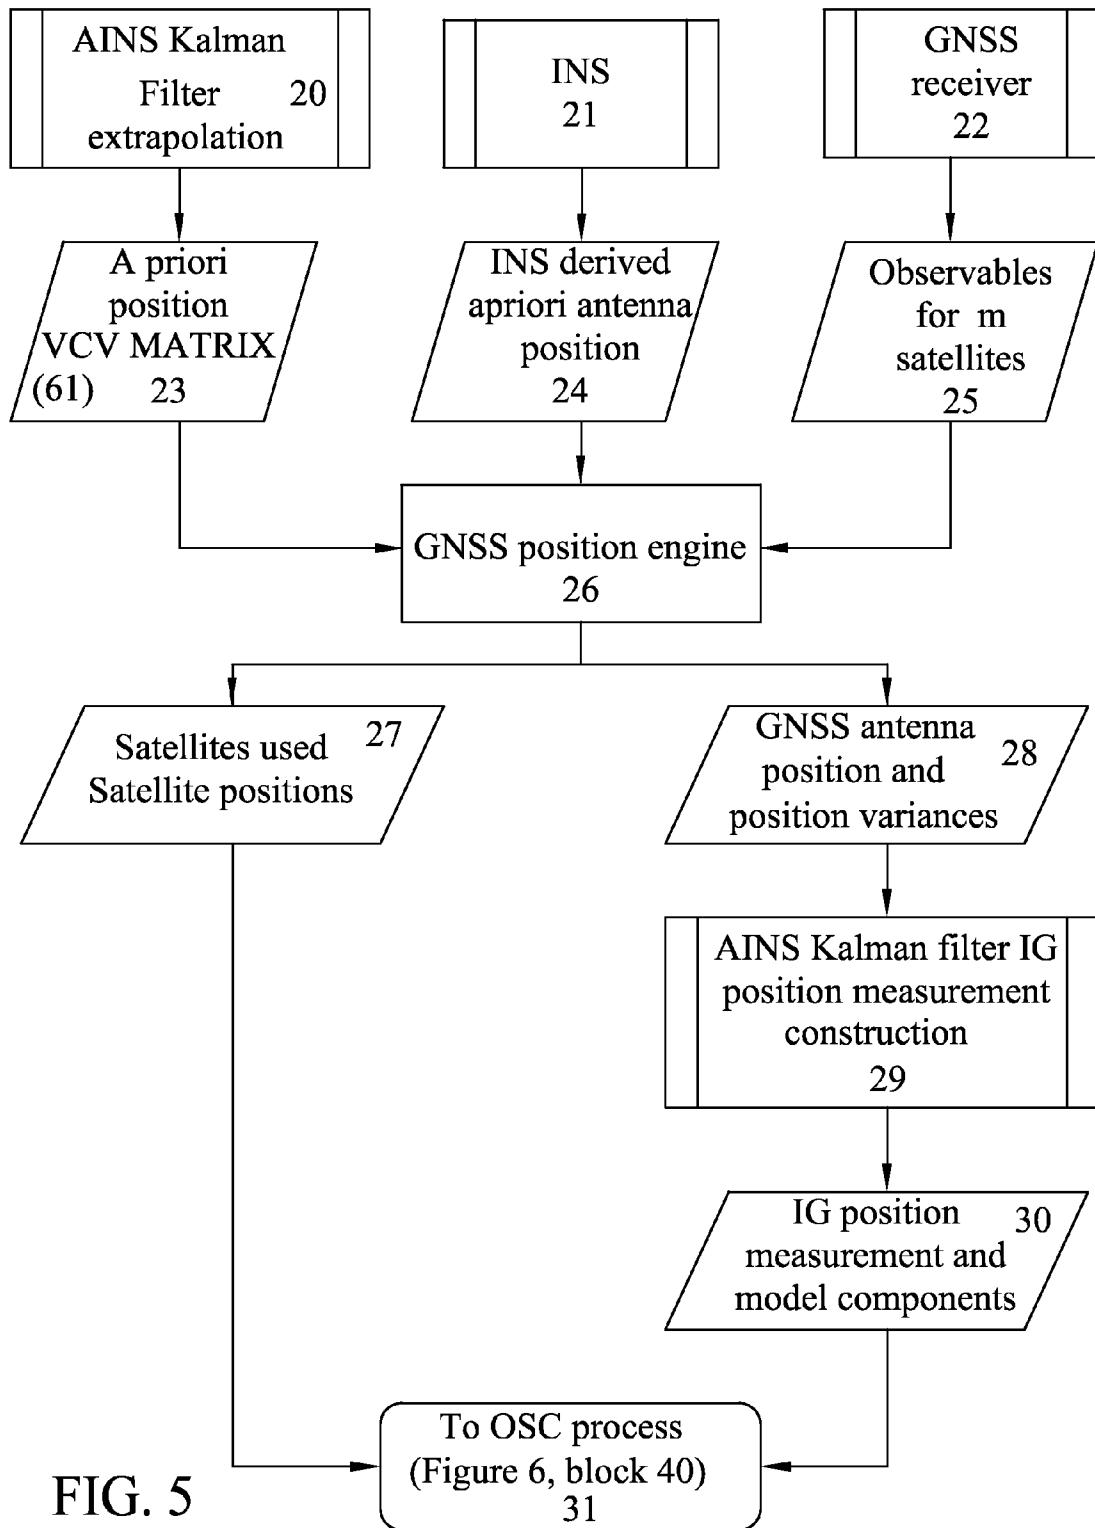 AINS Kalman
Filter
extrapolation
20
INS
21
GNSS
receiver
22
A priori
position
VCV MATRIX
(61) 23
INS derived
apriori antenna
position
24
Observables
for m
satellites
25
GNSS position engine
26
Satellites used
Satellite positions
27
GNSS antenna
position and
position variances
28
AINS Kalman filter IG
position measurement
construction
29
IG position
measurement and
model components
30
To OSC process
(Figure 6, block 40)
31
FIG. 5